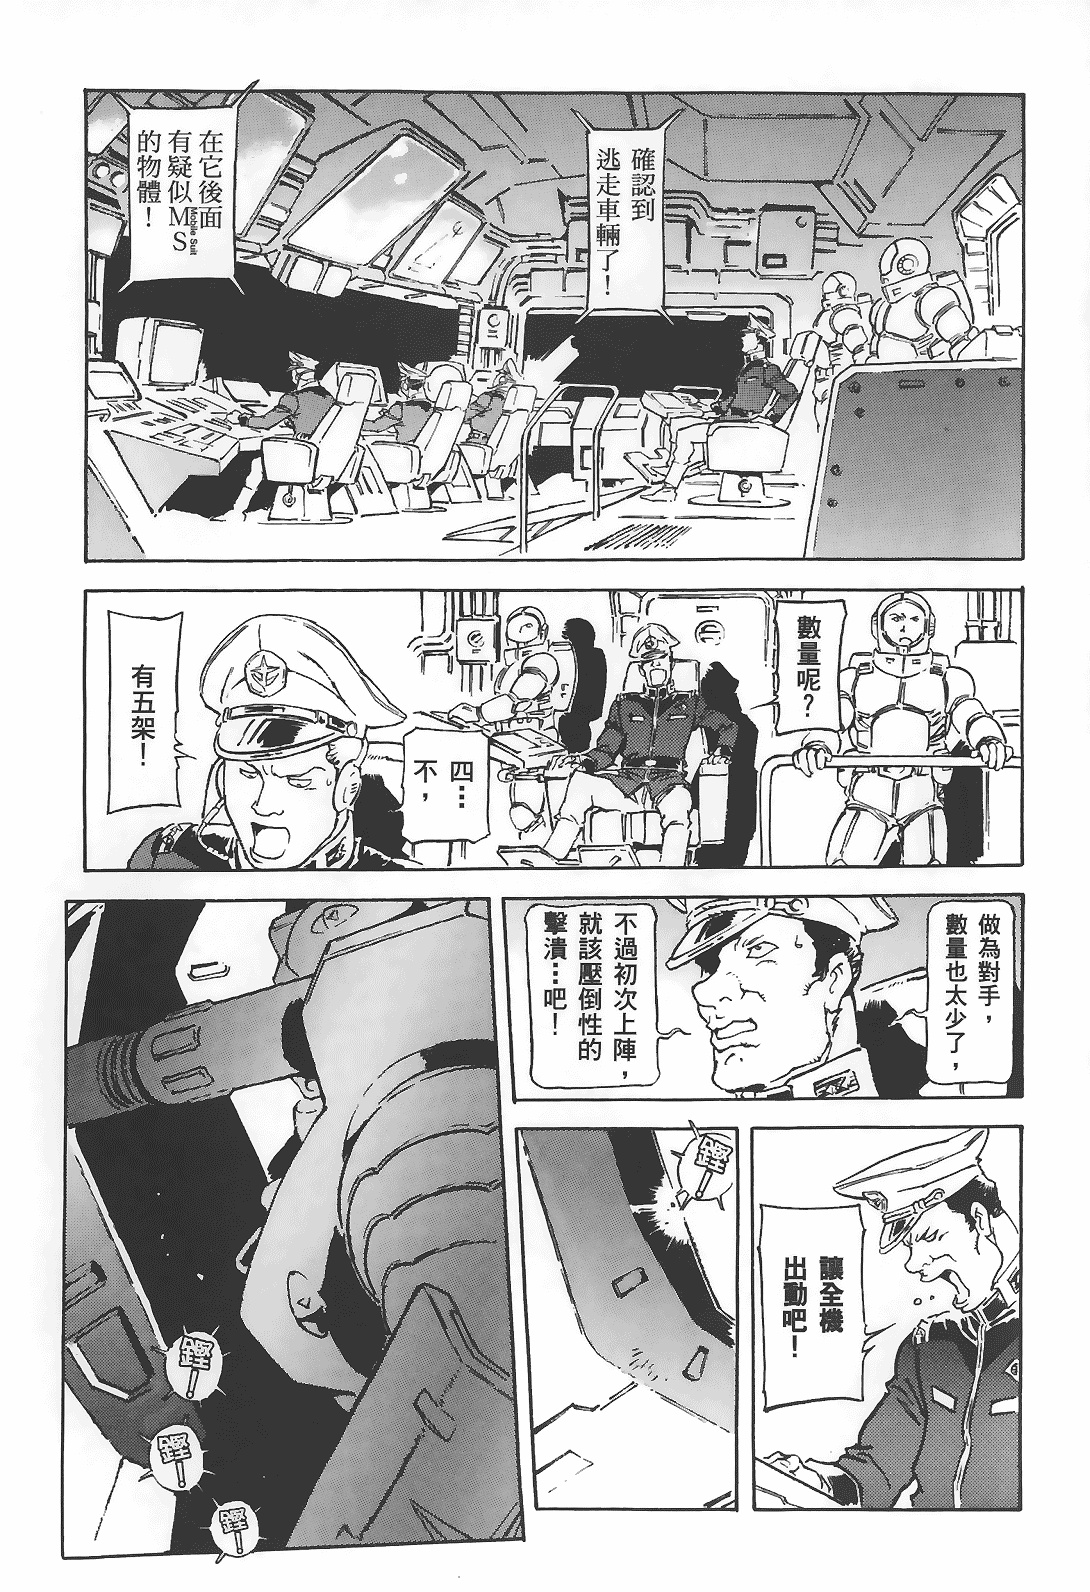 確認到
逃走車輛了！
在它後面
有疑似MS
Mobile Suit
的物體！
數量呢？
四…
不，
有五架！
做為對手，
數量也太少了，
不過初次上陣，
就該壓倒性的
擊潰…吧！
讓全機
出動吧！
鏗！
鏗！
鏗！
鏗！